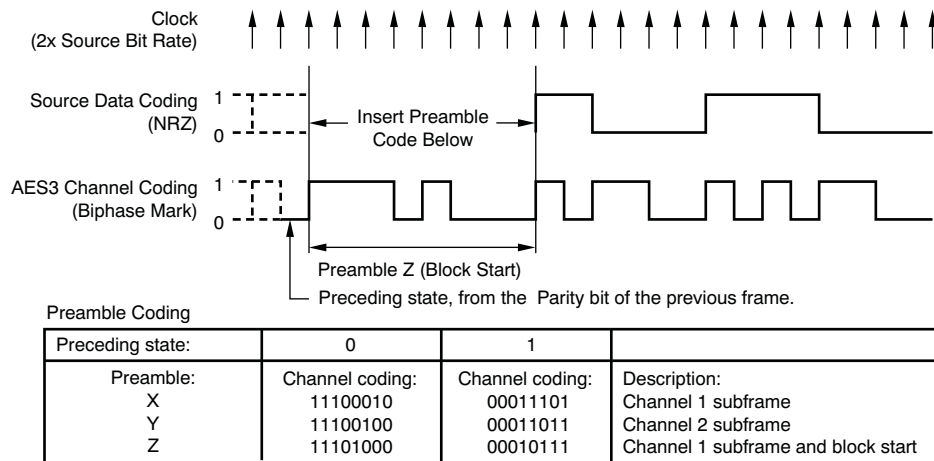 Clock
(2x Source Bit Rate)
Source Data Coding
(NRZ)
1
0
Insert Preamble
Code Below
AES3 Channel Coding
(Biphase Mark)
1
0
Preamble Z (Block Start)
Preceding state, from the Parity bit of the previous frame.
Preamble Coding
Preceding state: 0 1
Preamble: Channel coding: Channel coding: Description:
X 11100010 00011101 Channel 1 subframe
Y 11100100 00011011 Channel 2 subframe
Z 11101000 00010111 Channel 1 subframe and block start